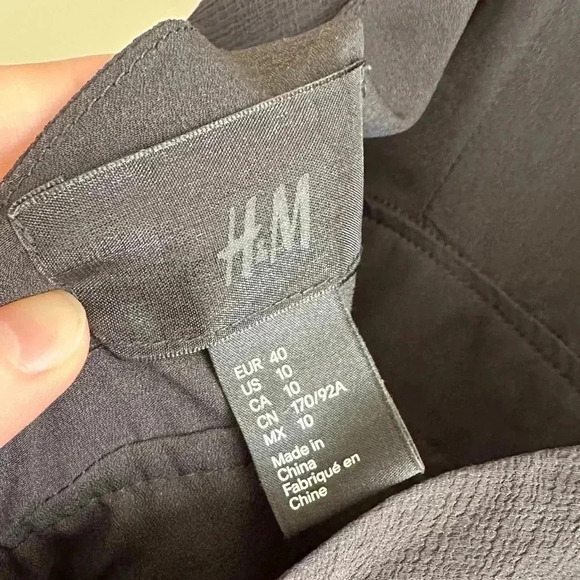 H&M
EUR 40
US 10
CA 10
CN 170/92A
MX 10
Made in
China
Fabriqué en
Chine